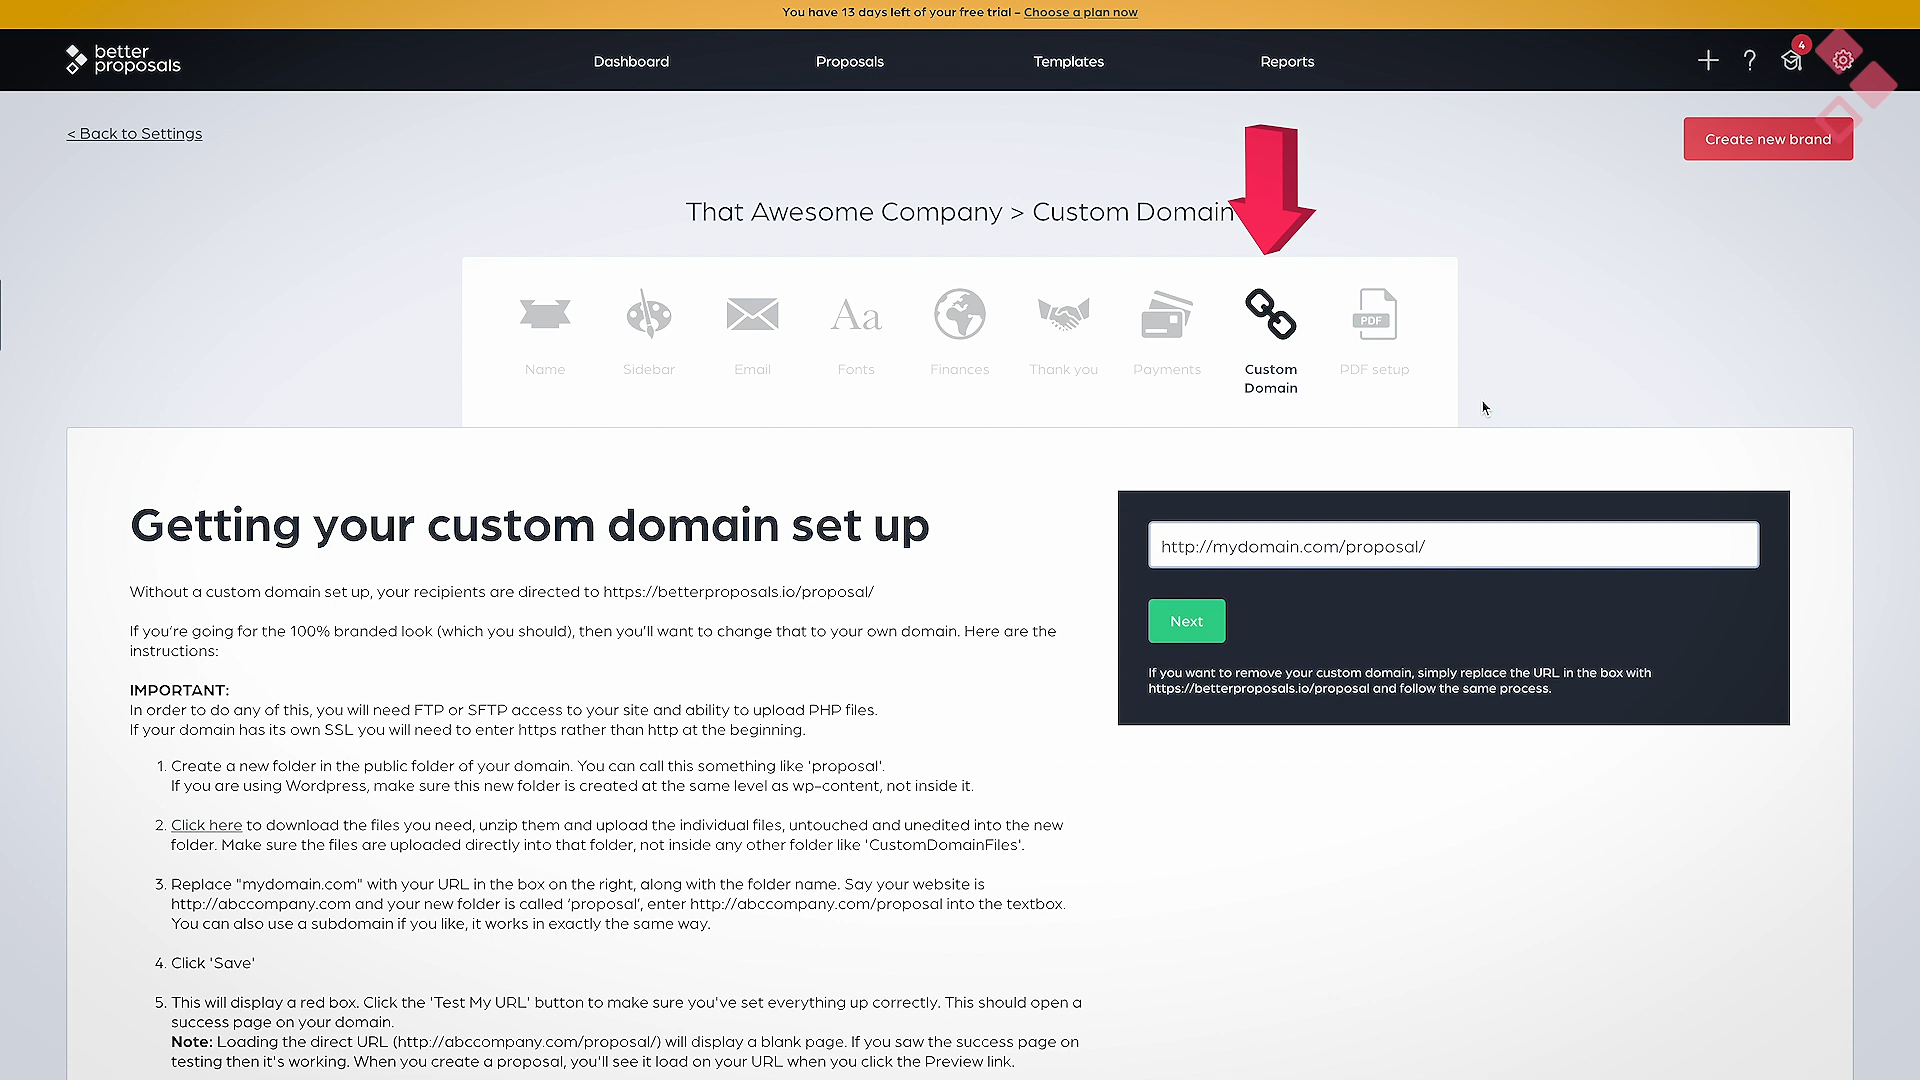 You have 13 days left of your free trial - Choose a plan now
better
proposals
Dashboard
Proposals
Templates
Reports
4
< Back to Settings
Create new brand
That Awesome Company > Custom Domain
Name
Sidebar
Email
Aa
Fonts
Finances
Thank you
Payments
Custom
Domain
PDF
PDF setup
Getting your custom domain set up
Without a custom domain set up, your recipients are directed to https://betterproposals.io/proposal/
If you're going for the 100% branded look (which you should), then you'll want to change that to your own domain. Here are the
instructions:
IMPORTANT:
In order to do any of this, you will need FTP or SFTP access to your site and ability to upload PHP files.
If your domain has its own SSL you will need to enter https rather than http at the beginning.
1. Create a new folder in the public folder of your domain. You can call this something like 'proposal'.
If you are using Wordpress, make sure this new folder is created at the same level as wp-content, not inside it.
2. Click here to download the files you need, unzip them and upload the individual files, untouched and unedited into the new
folder. Make sure the files are uploaded directly into that folder, not inside any other folder like 'CustomDomainFiles'.
3. Replace "mydomain.com" with your URL in the box on the right, along with the folder name. Say your website is
http://abccompany.com and your new folder is called 'proposal', enter http://abccompany.com/proposal into the textbox.
You can also use a subdomain if you like, it works in exactly the same way.
4. Click 'Save'
5. This will display a red box. Click the 'Test My URL' button to make sure you've set everything up correctly. This should open a
success page on your domain.
Note: Loading the direct URL (http://abccompany.com/proposal/) will display a blank page. If you saw the success page on
testing then it's working. When you create a proposal, you'll see it load on your URL when you click the Preview link.
http://mydomain.com/proposal/
Next
If you want to remove your custom domain, simply replace the URL in the box with
https://betterproposals.io/proposal and follow the same process.